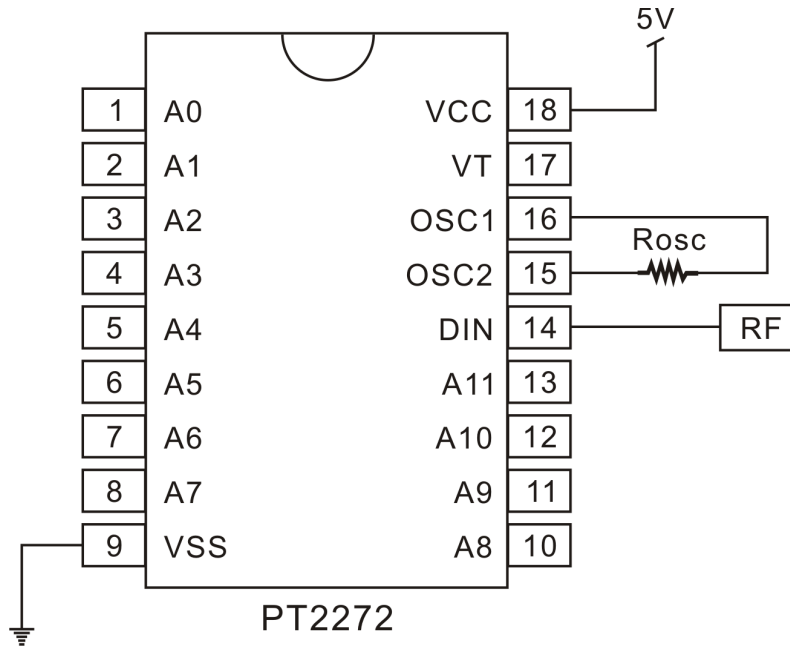 5V
1 A0 VCC 18
2 A1 VT 17
3 A2 OSC1 16
Rosc
4 A3 OSC2 15
5 A4 DIN 14 RF
6 A5 A11 13
7 A6 A10 12
8 A7 A9 11
9 VSS A8 10
PT2272